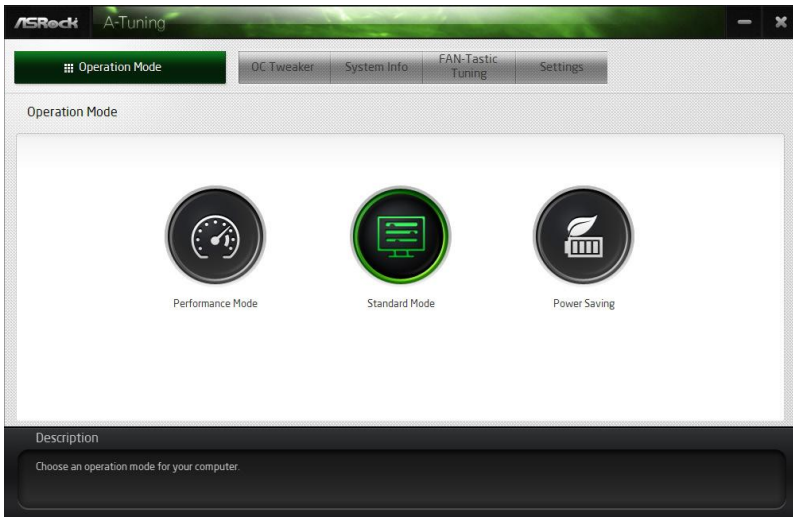 ASRock A-Tuning
Operation Mode OC Tweaker System Info FAN-Tastic Tuning Settings
Operation Mode
Performance Mode Standard Mode Power Saving
Description
Choose an operation mode for your computer.